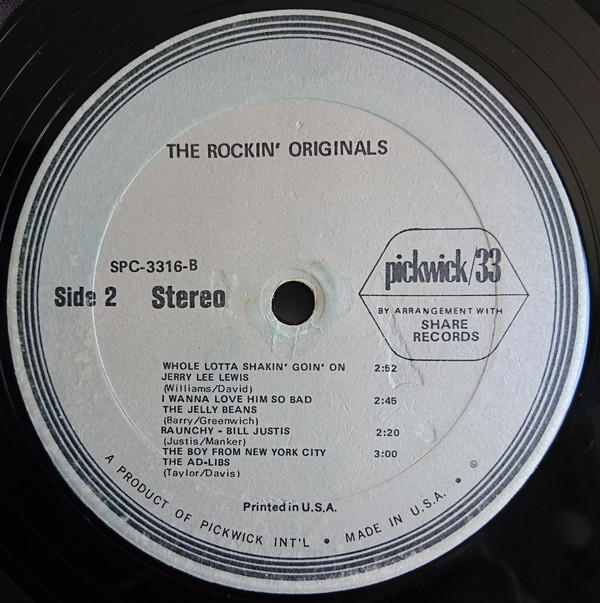 THE ROCKIN' ORIGINALS
SPC-3316-B
Side 2 Stereo
pickwick/33
BY ARRANGEMENT WITH
SHARE
RECORDS
WHOLE LOTTA SHAKIN' GOIN' ON 2:52
JERRY LEE LEWIS
(Williams/David)
I WANNA LOVE HIM SO BAD 2:45
THE JELLY BEANS
(Barry/Greenwich)
RAUNCHY - BILL JUSTIS 2:20
(Justis/Manker)
THE BOY FROM NEW YORK CITY 3:00
THE AD-LIBS
(Taylor/Davis)
Printed in U.S.A.
A PRODUCT OF PICKWICK INT'L • MADE IN U.S.A. • ©